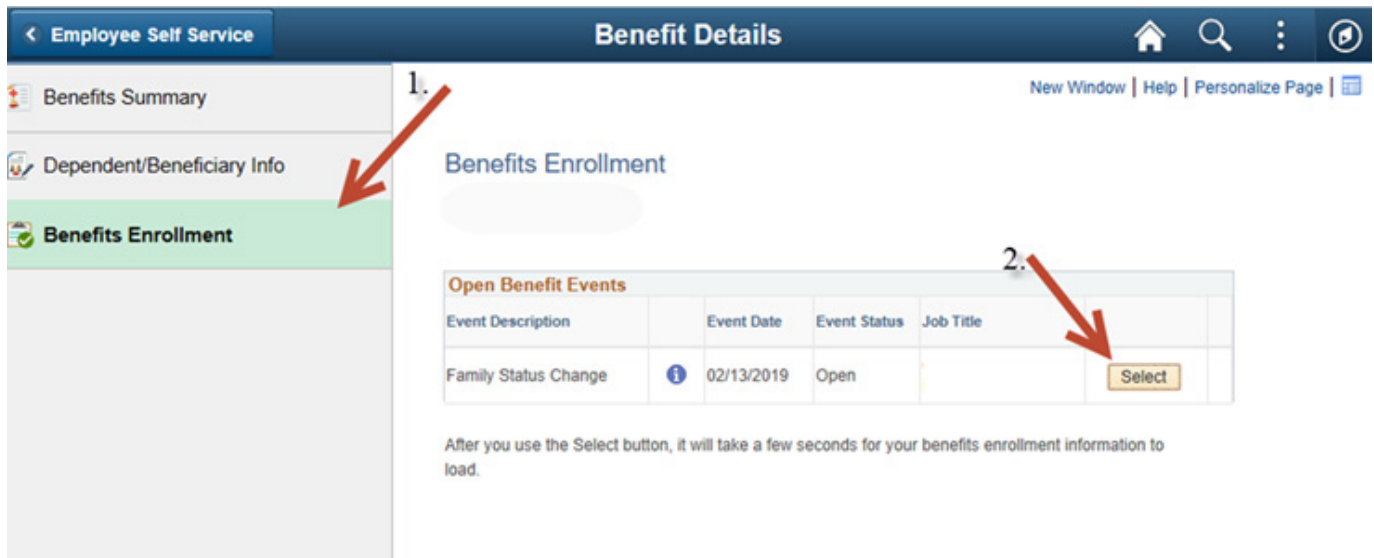 Employee Self Service
Benefit Details
Benefits Summary
1.
New Window | Help | Personalize Page |
Dependent/Beneficiary Info
Benefits Enrollment
Benefits Enrollment
2.
Open Benefit Events
Event Description Event Date Event Status Job Title
Family Status Change 02/13/2019 Open Select
After you use the Select button, it will take a few seconds for your benefits enrollment information to
load.